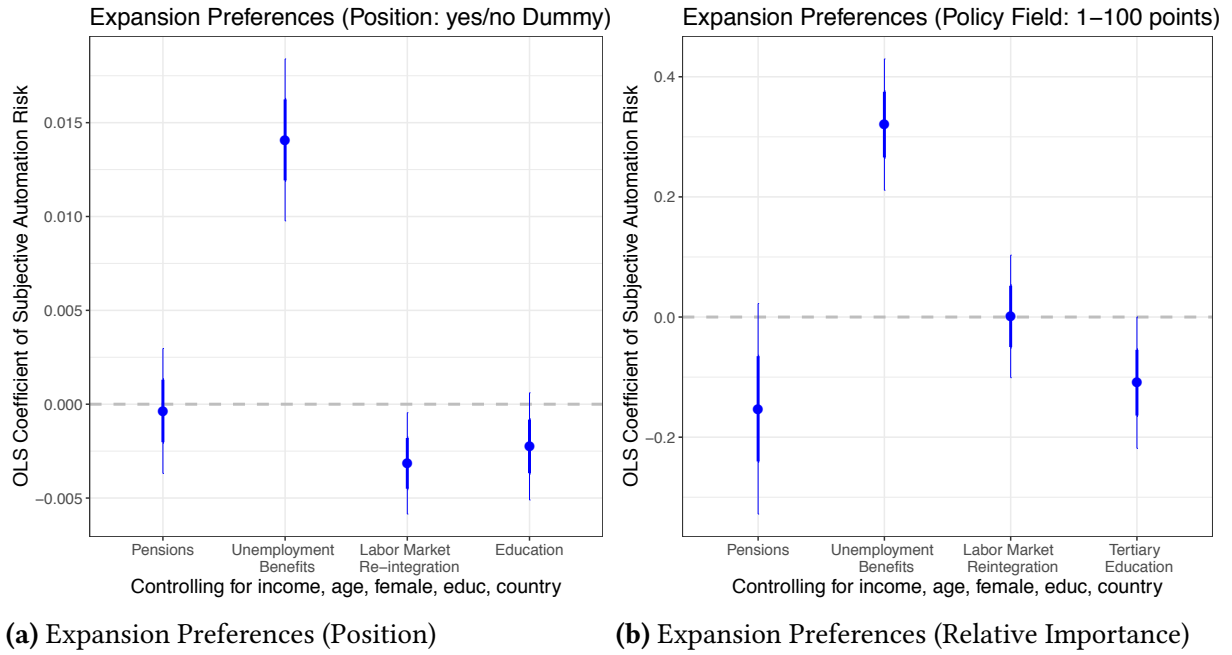 Expansion Preferences (Position: yes/no Dummy)
OLS Coefficient of Subjective Automation Risk
0.015
0.010
0.005
0.000
−0.005
Pensions
Unemployment
Benefits
Labor Market
Re−integration
Education
Controlling for income, age, female, educ, country
(a) Expansion Preferences (Position)
Expansion Preferences (Policy Field: 1−100 points)
OLS Coefficient of Subjective Automation Risk
0.4
0.2
0.0
−0.2
Pensions
Unemployment
Benefits
Labor Market
Reintegration
Tertiary
Education
Controlling for income, age, female, educ, country
(b) Expansion Preferences (Relative Importance)